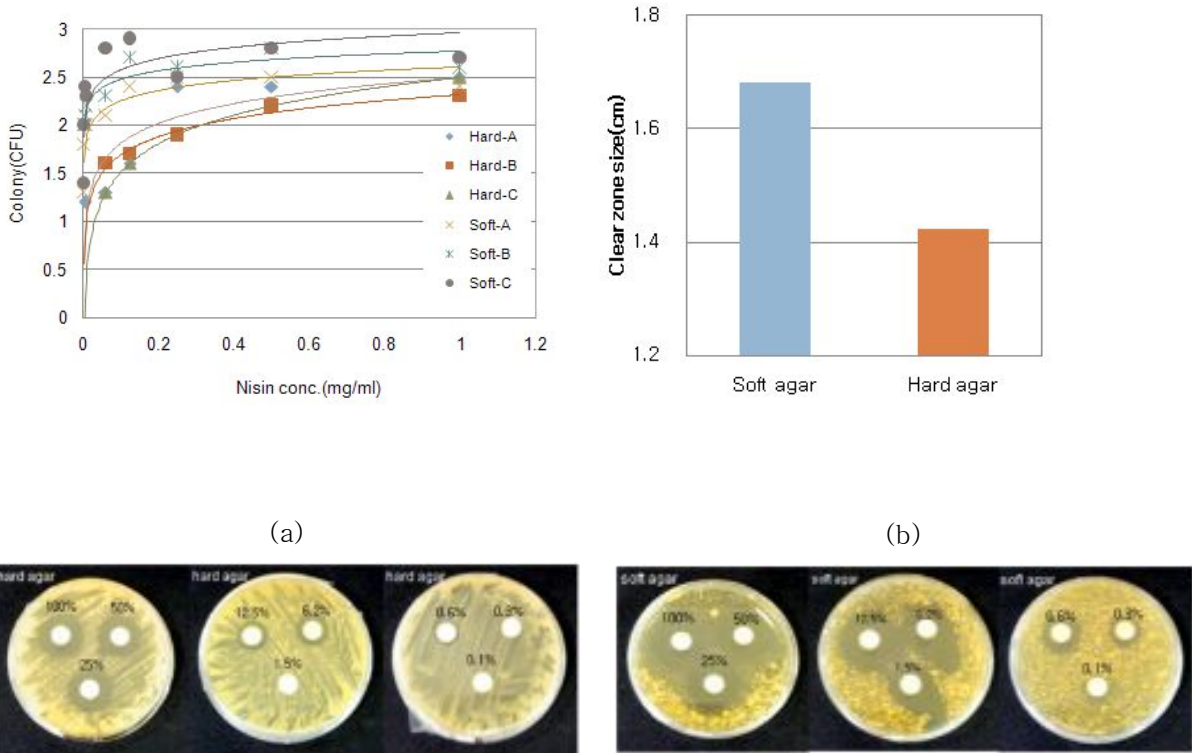 3
2.5
2
1.5
1
0.5
0
Colony(CFU)
0 0.2 0.4 0.6 0.8 1 1.2
Nisin conc.(mg/ml)
Hard-A
Hard-B
Hard-C
Soft-A
Soft-B
Soft-C
1.8
1.6
1.4
1.2
Clear zone size(cm)
Soft agar Hard agar
(a) (b)
hard agar
100% 50%
25%
hard agar
12.5% 6.2%
1.5%
hard agar
0.6% 0.3%
0.1%
soft agar
100% 50%
25%
soft agar
12.5%
1.5%
soft agar
0.6% 0.3%
0.1%